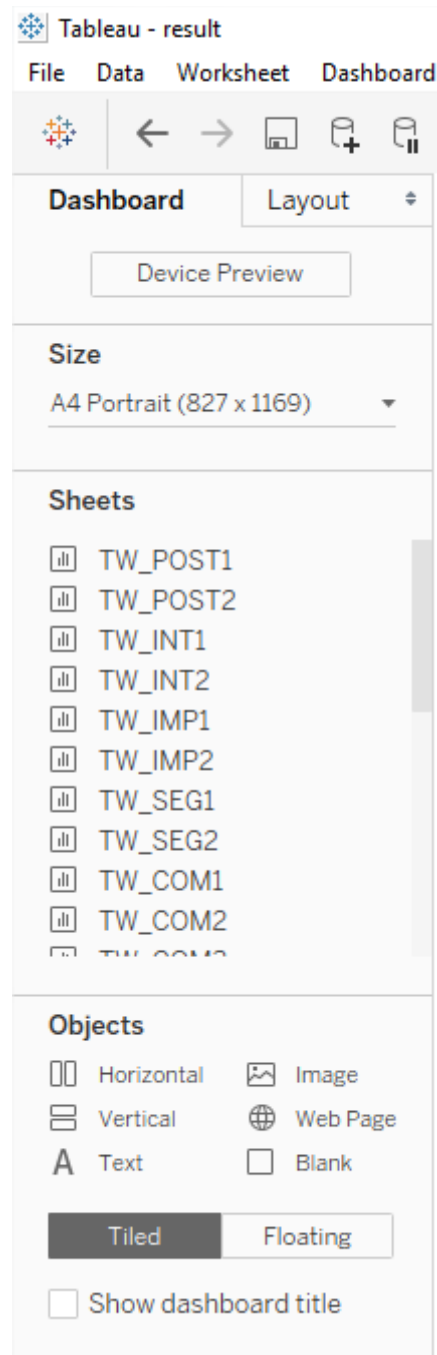 Tableau - result
File Data Worksheet Dashboard
Dashboard Layout
Device Preview
Size
A4 Portrait (827 x 1169)
Sheets
TW_POST1
TW_POST2
TW_INT1
TW_INT2
TW_IMP1
TW_IMP2
TW_SEG1
TW_SEG2
TW_COM1
TW_COM2
Objects
Horizontal Image
Vertical Web Page
A Text Blank
Tiled Floating
Show dashboard title